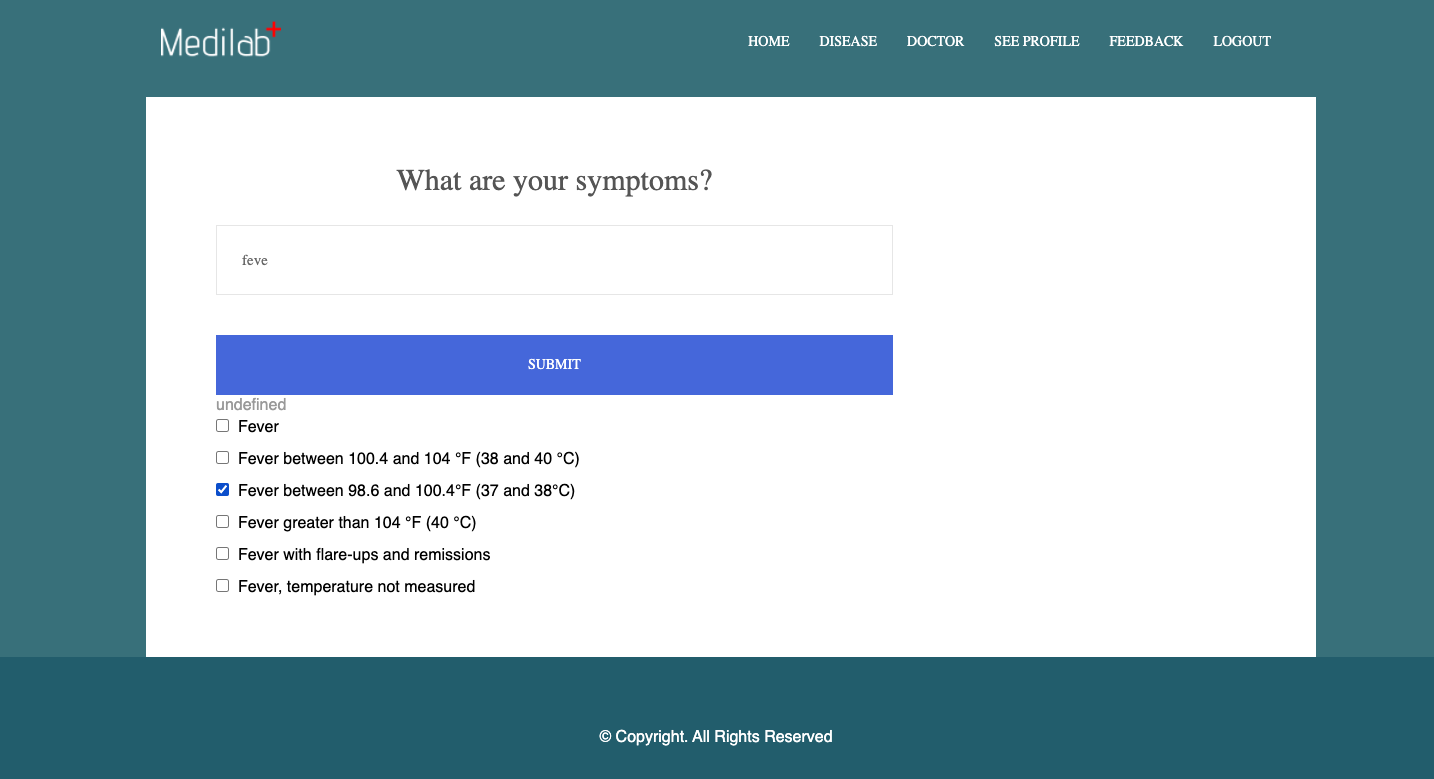 Medilab+
HOME DISEASE DOCTOR SEE PROFILE FEEDBACK LOGOUT
What are your symptoms?
feve
SUBMIT
undefined
Fever
Fever between 100.4 and 104 °F (38 and 40 °C)
Fever between 98.6 and 100.4°F (37 and 38°C)
Fever greater than 104 °F (40 °C)
Fever with flare-ups and remissions
Fever, temperature not measured
© Copyright. All Rights Reserved